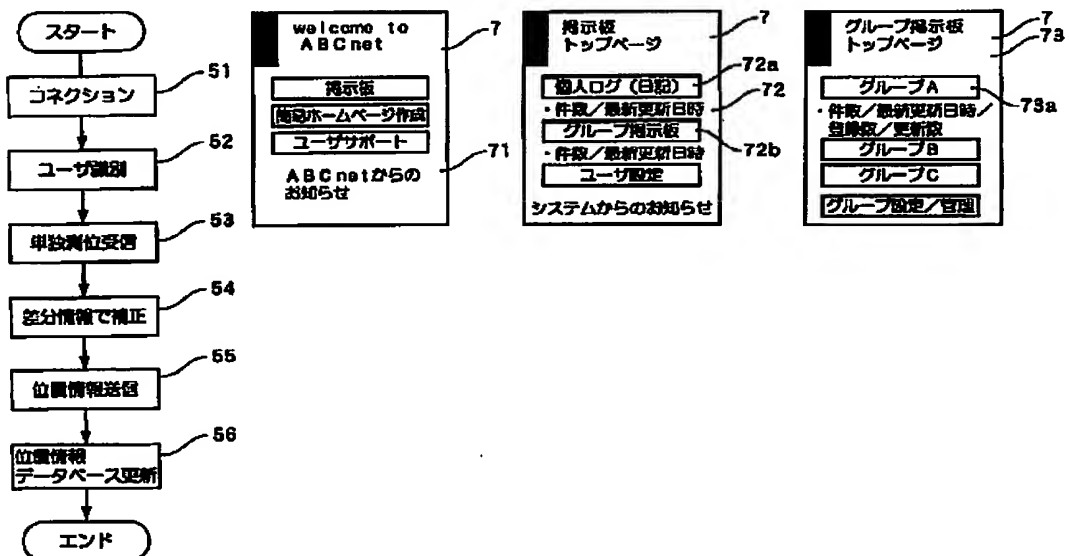 スタート
コネクション
51
ユーザ識別
52
単独測位受信
53
差分情報で補正
54
位置情報送信
55
位置情報
データベース更新
56
エンド
welcome to
ABCnet
7
掲示板
簡易ホームページ作成
ユーザサポート
71
ABCnetからの
お知らせ
掲示板
トップページ
7
個人ログ(日記)
72a
・件数/最新更新日時
72
グループ掲示板
・件数/最新更新日時
72b
ユーザ設定
システムからのお知らせ
グループ掲示板
トップページ
7
73
グループA
73a
・件数/最新更新日時/
登録数/更新数
グループB
グループC
グループ設定/管理